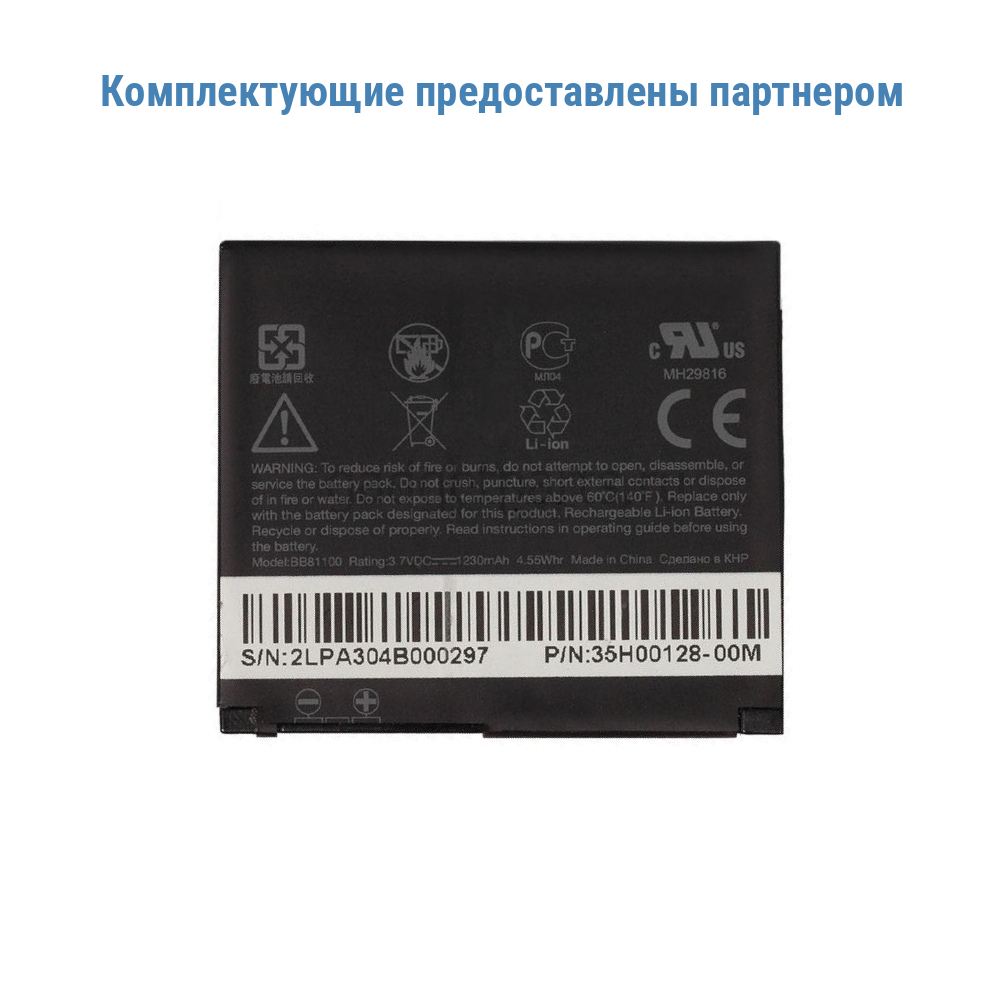 Комплектующие предоставлены партнером
廢電池請回收
МЛ04
c RU US
MH29816
Li-ion
CE
WARNING: To reduce risk of fire or burns, do not attempt to open, disassemble, or
service the battery pack. Do not crush, puncture, short external contacts or dispose
of in fire or water. Do not expose to temperatures above 60°C(140°F). Replace only
with the battery pack designated for this product. Rechargeable Li-ion Battery.
Recycle or dispose of properly. Read instructions in operating guide before using
the battery.
Model:BB81100 Rating:3.7VDC⎓1230mAh 4.55Whr Made in China Сделано в КНР
S/N:2LPA304B000297 P/N:35H00128-00M